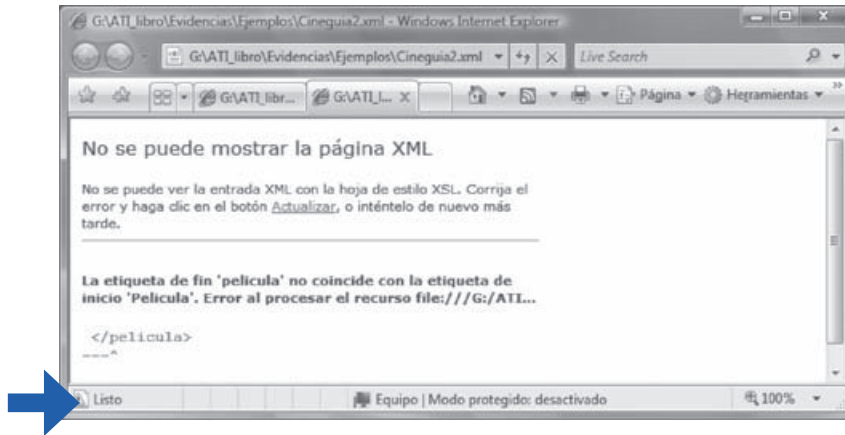 G:\ATI_libro\Evidencias\Ejemplos\Cineguia2.xml - Windows Internet Explorer
G:\ATI_libro\Evidencias\Ejemplos\Cineguia2.xml
Live Search
G:\ATI_libr... G:\ATI_l... X Página Herramientas
No se puede mostrar la página XML
No se puede ver la entrada XML con la hoja de estilo XSL. Corrija el
error y haga clic en el botón Actualizar, o inténtelo de nuevo más
tarde.
La etiqueta de fin 'pelicula' no coincide con la etiqueta de
inicio 'Pelicula'. Error al procesar el recurso file:///G:/ATI...
</pelicula>
---^
Listo Equipo | Modo protegido: desactivado 100%